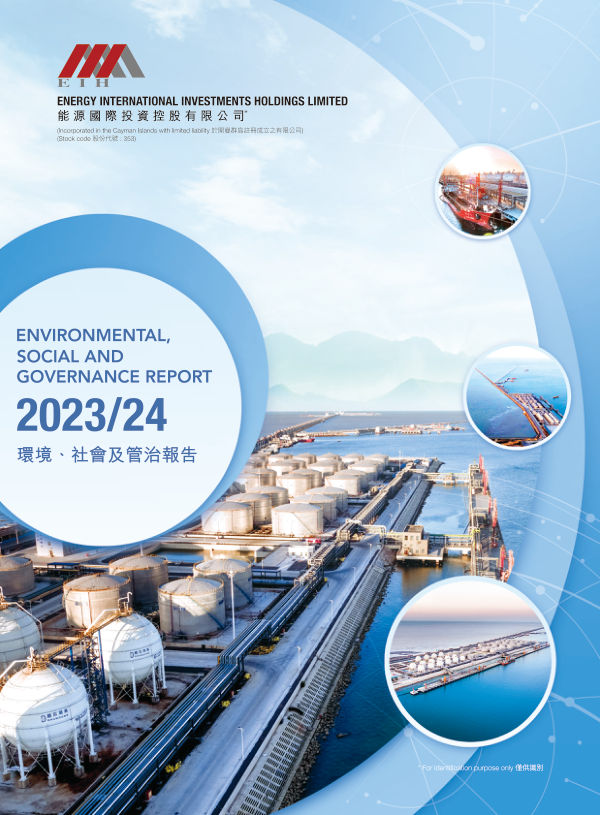 EIH
ENERGY INTERNATIONAL INVESTMENTS HOLDINGS LIMITED
能源國際投資控股有限公司*
(Incorporated in the Cayman Islands with limited liability 於開曼群島註冊成立之有限公司)
(Stock code 股份代號 : 353)
ENVIRONMENTAL,
SOCIAL AND
GOVERNANCE REPORT
2023/24
環境、社會及管治報告
* For identification purpose only 僅供識別